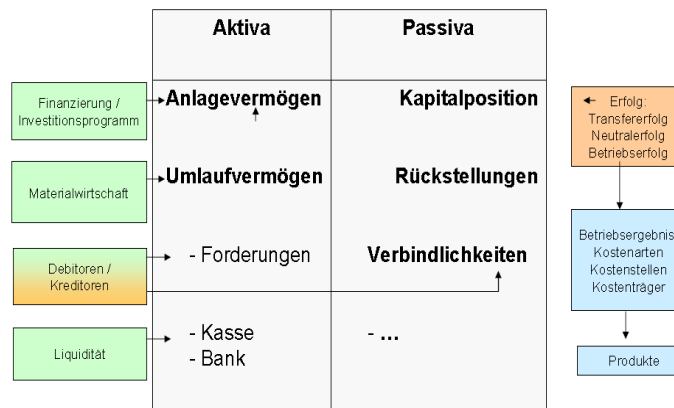 Aktiva
Passiva
Finanzierung /
Investitionsprogramm
Anlagevermögen
Kapitalposition
Erfolg:
Transfererfolg
Neutralerfolg
Betriebserfolg
Materialwirtschaft
Umlaufvermögen
Rückstellungen
Debitoren /
Kreditoren
- Forderungen
Verbindlichkeiten
Betriebsergebnis
Kostenarten
Kostenstellen
Kostenträger
Liquidität
- Kasse
- Bank
- ...
Produkte